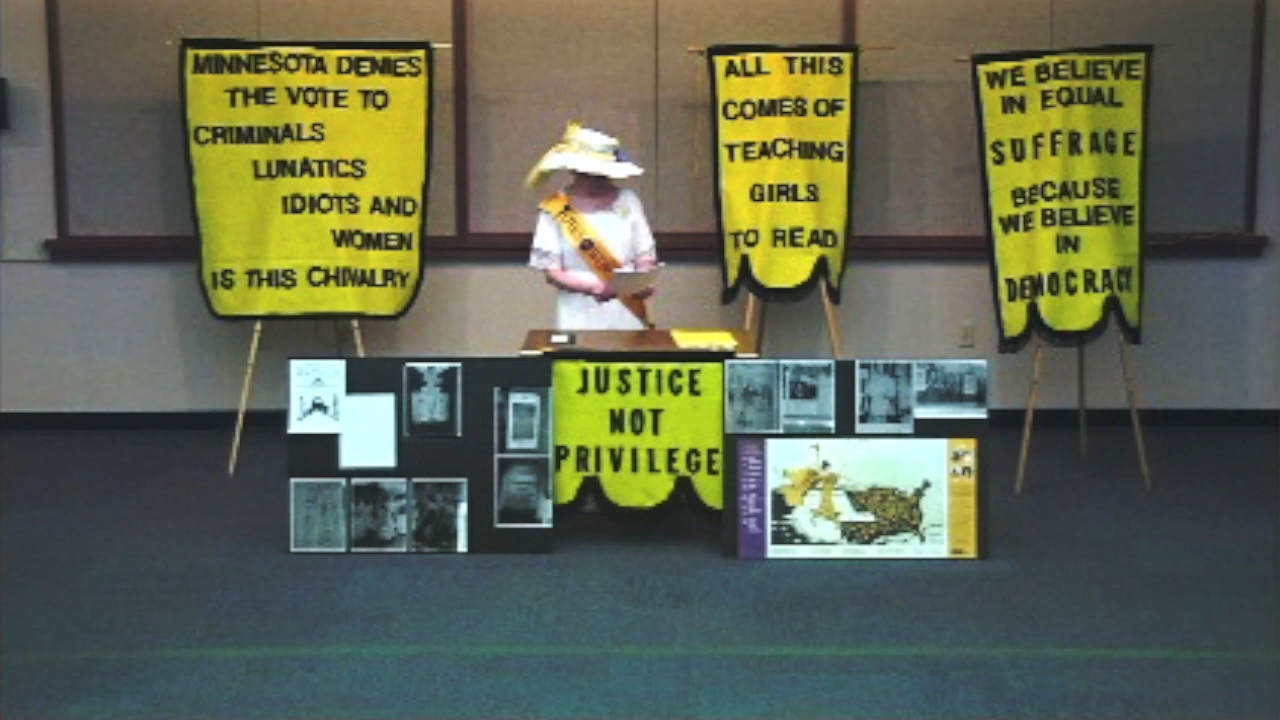 MINNESOTA DENIES
THE VOTE TO
CRIMINALS
LUNATICS
IDIOTS AND
WOMEN
IS THIS CHIVALRY
ALL THIS
COMES OF
TEACHING
GIRLS
TO READ
WE BELIEVE
IN EQUAL
SUFFRAGE
BECAUSE
WE BELIEVE
IN
DEMOCRACY
JUSTICE
NOT
PRIVILEGE